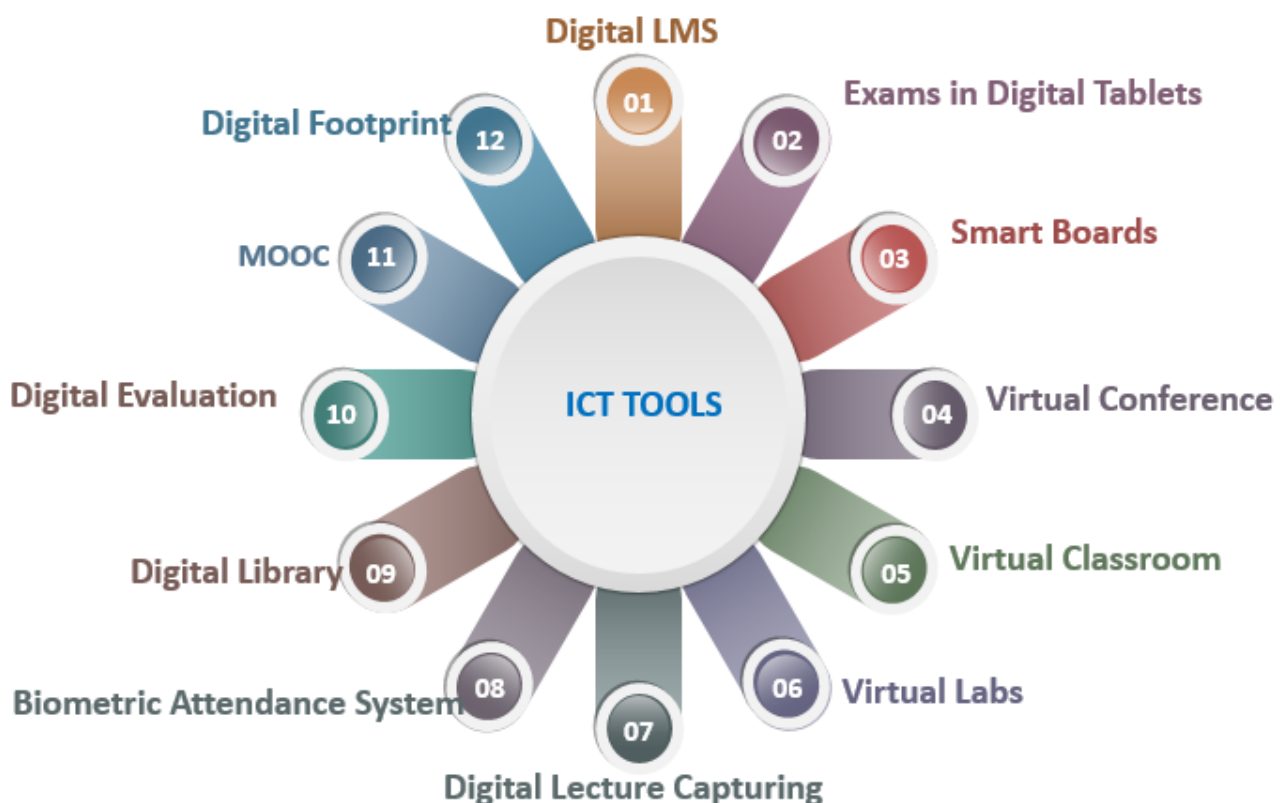 Digital LMS
01
Exams in Digital Tablets
02
Smart Boards
03
Virtual Conference
04
Virtual Classroom
05
Virtual Labs
06
Digital Lecture Capturing
07
Biometric Attendance System
08
Digital Library
09
Digital Evaluation
10
MOOC
11
Digital Footprint
12
ICT TOOLS